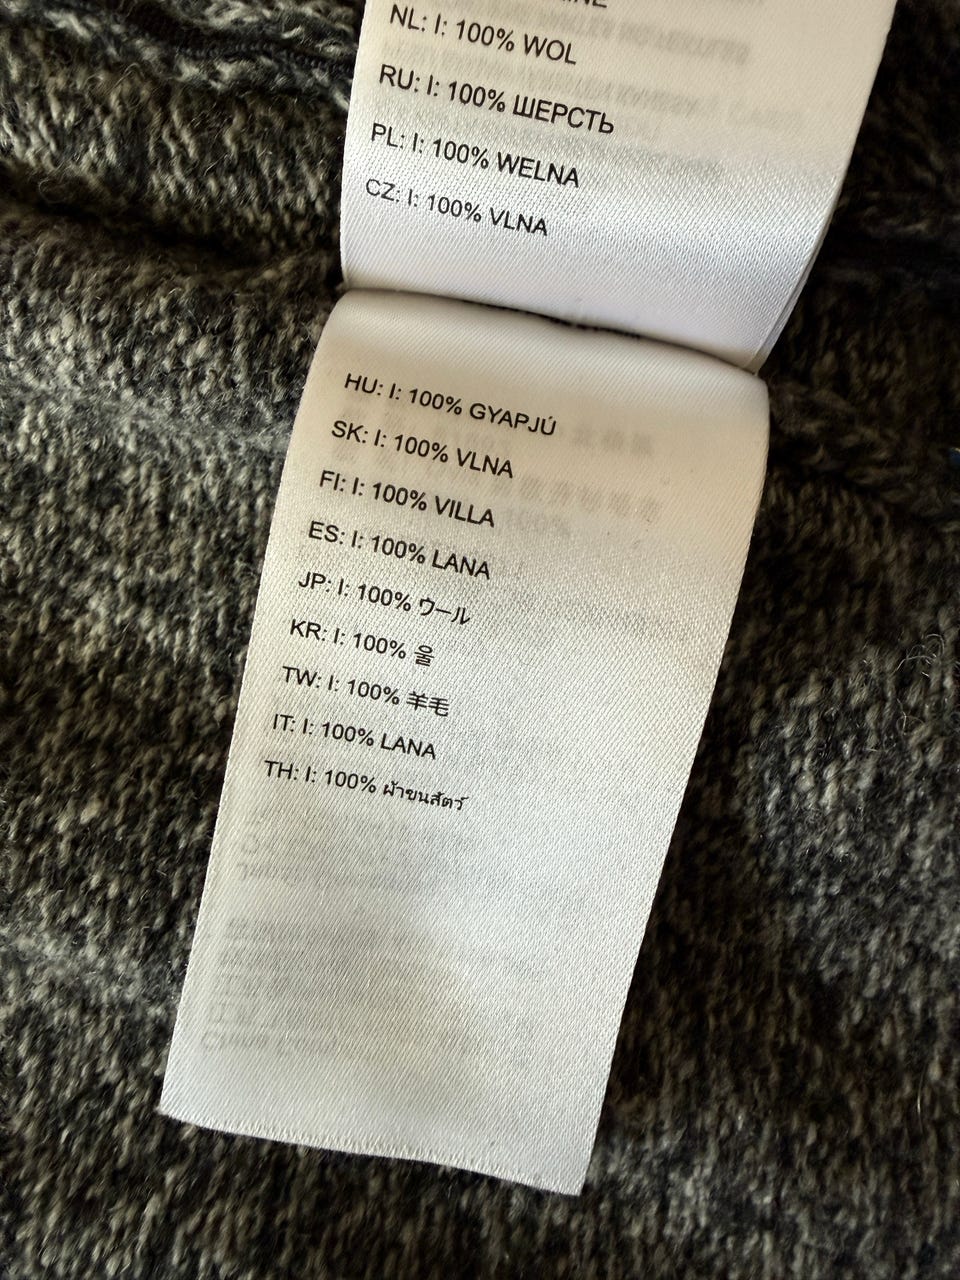 NL: I: 100% WOL
RU: I: 100% ШЕРСТЬ
PL: I: 100% WELNA
CZ: I: 100% VLNA
HU: I: 100% GYAPJÚ
SK: I: 100% VLNA
FI: I: 100% VILLA
ES: I: 100% LANA
JP: I: 100% ウール
KR: I: 100% 울
TW: I: 100% 羊毛
IT: I: 100% LANA
TH: I: 100% ผ้าขนสัตว์